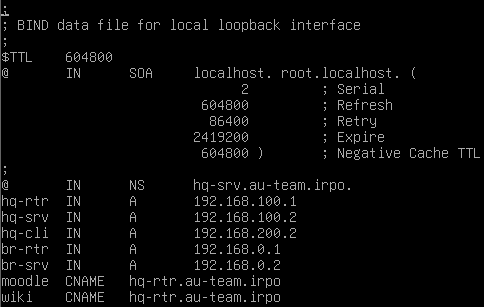 ;
; BIND data file for local loopback interface
;
$TTL 604800
@ IN SOA localhost. root.localhost. (
2 ; Serial
604800 ; Refresh
86400 ; Retry
2419200 ; Expire
604800 ) ; Negative Cache TTL
;
@ IN NS hq-srv.au-team.irpo.
hq-rtr IN A 192.168.100.1
hq-srv IN A 192.168.100.2
hq-cli IN A 192.168.200.2
br-rtr IN A 192.168.0.1
br-srv IN A 192.168.0.2
moodle CNAME hq-rtr.au-team.irpo
wiki CNAME hq-rtr.au-team.irpo